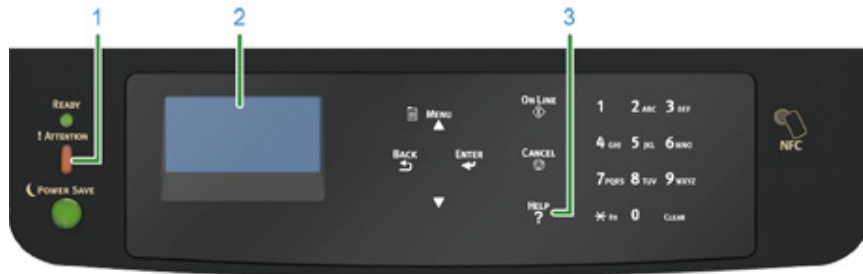 1 2 3
READY
! ATTENTION
POWER SAVE
MENU
BACK
ENTER
ON LINE
CANCEL
HELP
?
1 2 ABC 3 DEF
4 GHI 5 JKL 6 MNO
7 PQRS 8 TUV 9 WXYZ
* Fn 0 CLEAR
NFC